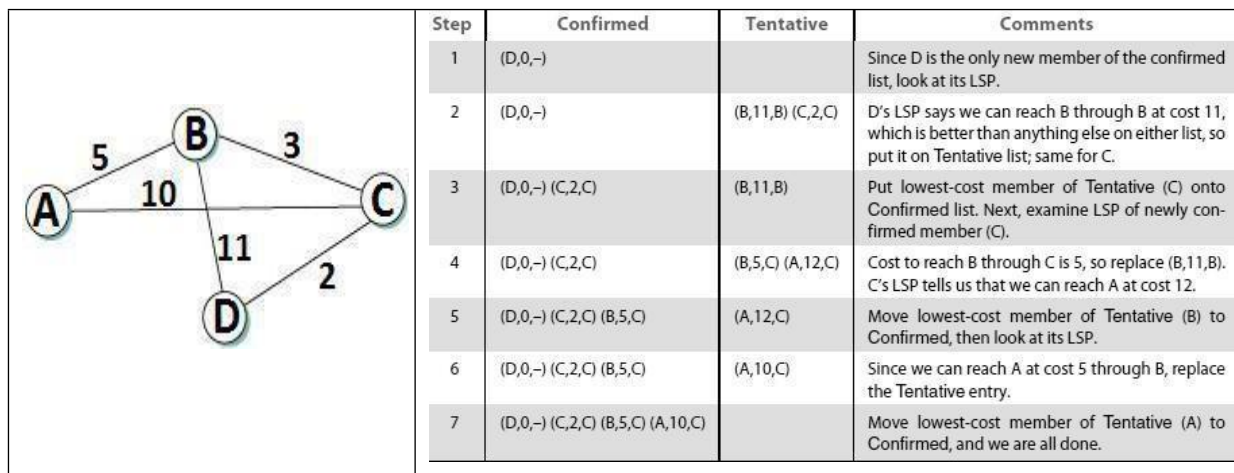 B
5
3
A
10
C
11
2
D
Step Confirmed Tentative Comments
1 (D,0,–) Since D is the only new member of the confirmed
list, look at its LSP.
2 (D,0,–) (B,11,B) (C,2,C) D's LSP says we can reach B through B at cost 11,
which is better than anything else on either list, so
put it on Tentative list; same for C.
3 (D,0,–) (C,2,C) (B,11,B) Put lowest-cost member of Tentative (C) onto
Confirmed list. Next, examine LSP of newly con-
firmed member (C).
4 (D,0,–) (C,2,C) (B,5,C) (A,12,C) Cost to reach B through C is 5, so replace (B,11,B).
C's LSP tells us that we can reach A at cost 12.
5 (D,0,–) (C,2,C) (B,5,C) (A,12,C) Move lowest-cost member of Tentative (B) to
Confirmed, then look at its LSP.
6 (D,0,–) (C,2,C) (B,5,C) (A,10,C) Since we can reach A at cost 5 through B, replace
the Tentative entry.
7 (D,0,–) (C,2,C) (B,5,C) (A,10,C) Move lowest-cost member of Tentative (A) to
Confirmed, and we are all done.